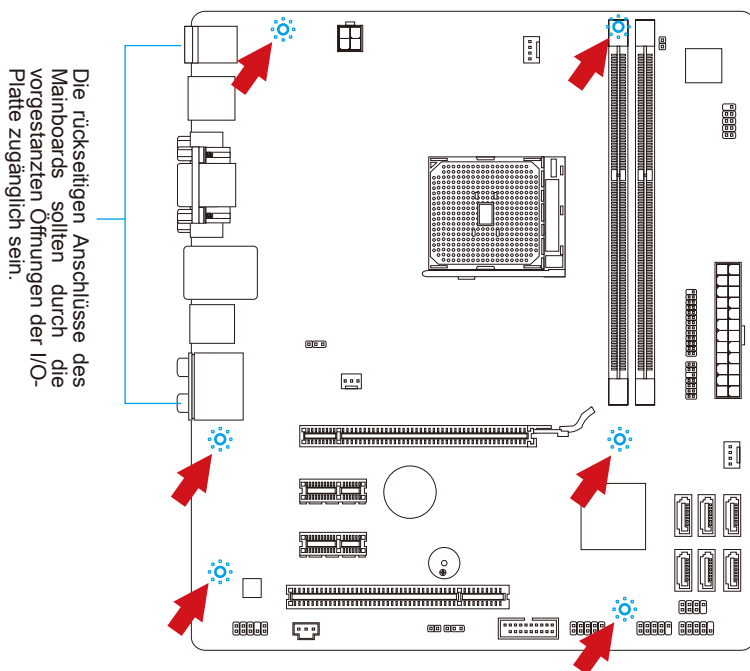 Die rückseitigen Anschlüsse des
Mainboards sollten durch die
vorgestanzten Öffnungen der I/O-
Platte zugänglich sein.